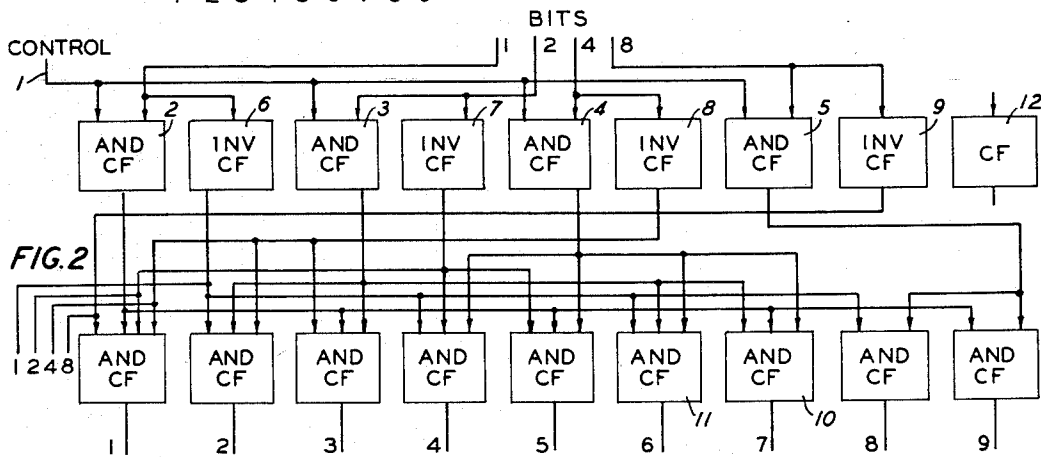 BITS
CONTROL 1 2 4 8
1
2 6 3 7 4 8 5 9 12
AND CF INV CF AND CF INV CF AND CF INV CF AND CF INV CF CF
FIG.2
1 2 4 8
AND CF AND CF AND CF AND CF AND CF AND CF AND CF AND CF AND CF
11 10
1 2 3 4 5 6 7 8 9